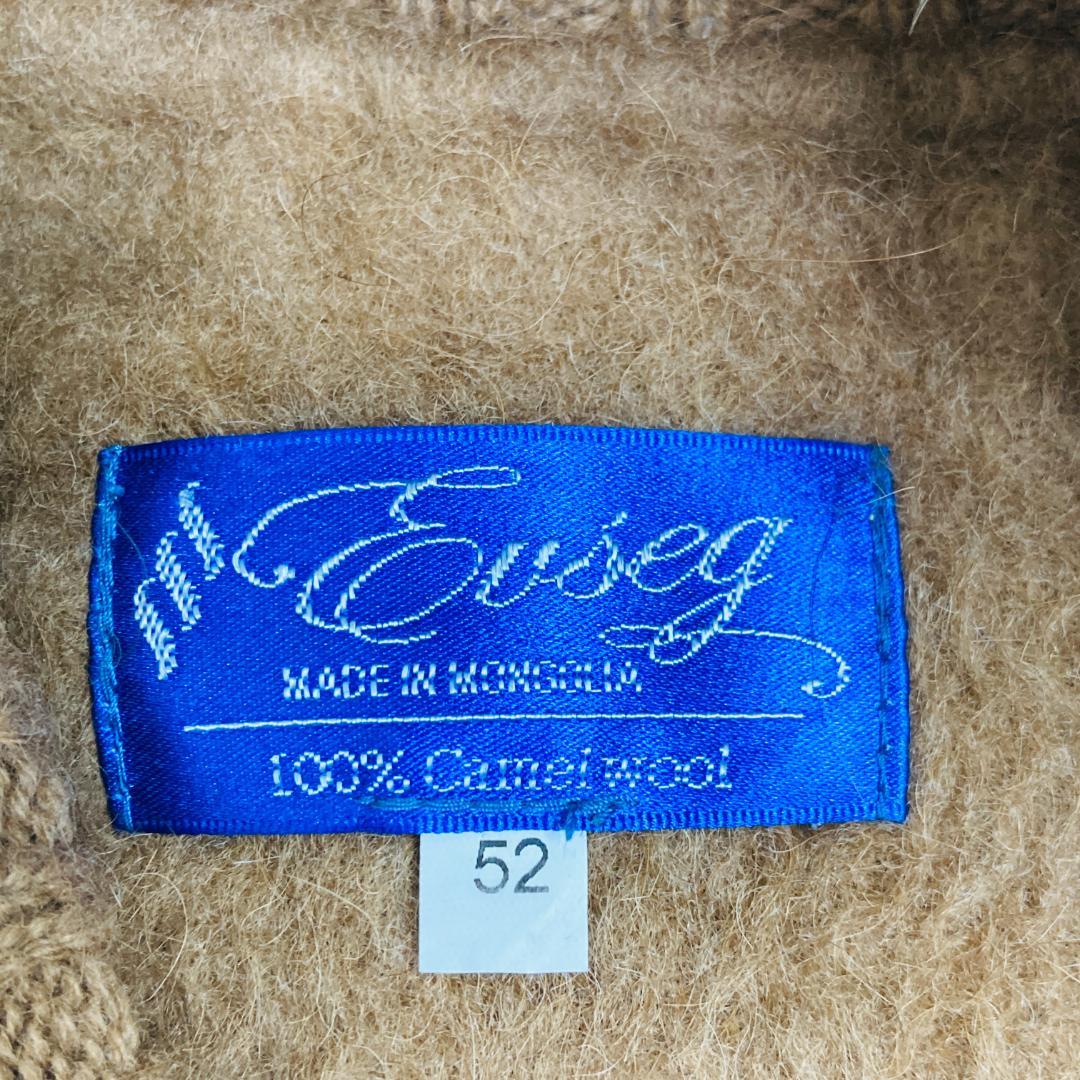 Evseg
MADE IN MONGOLIA
100% Camel wool
52